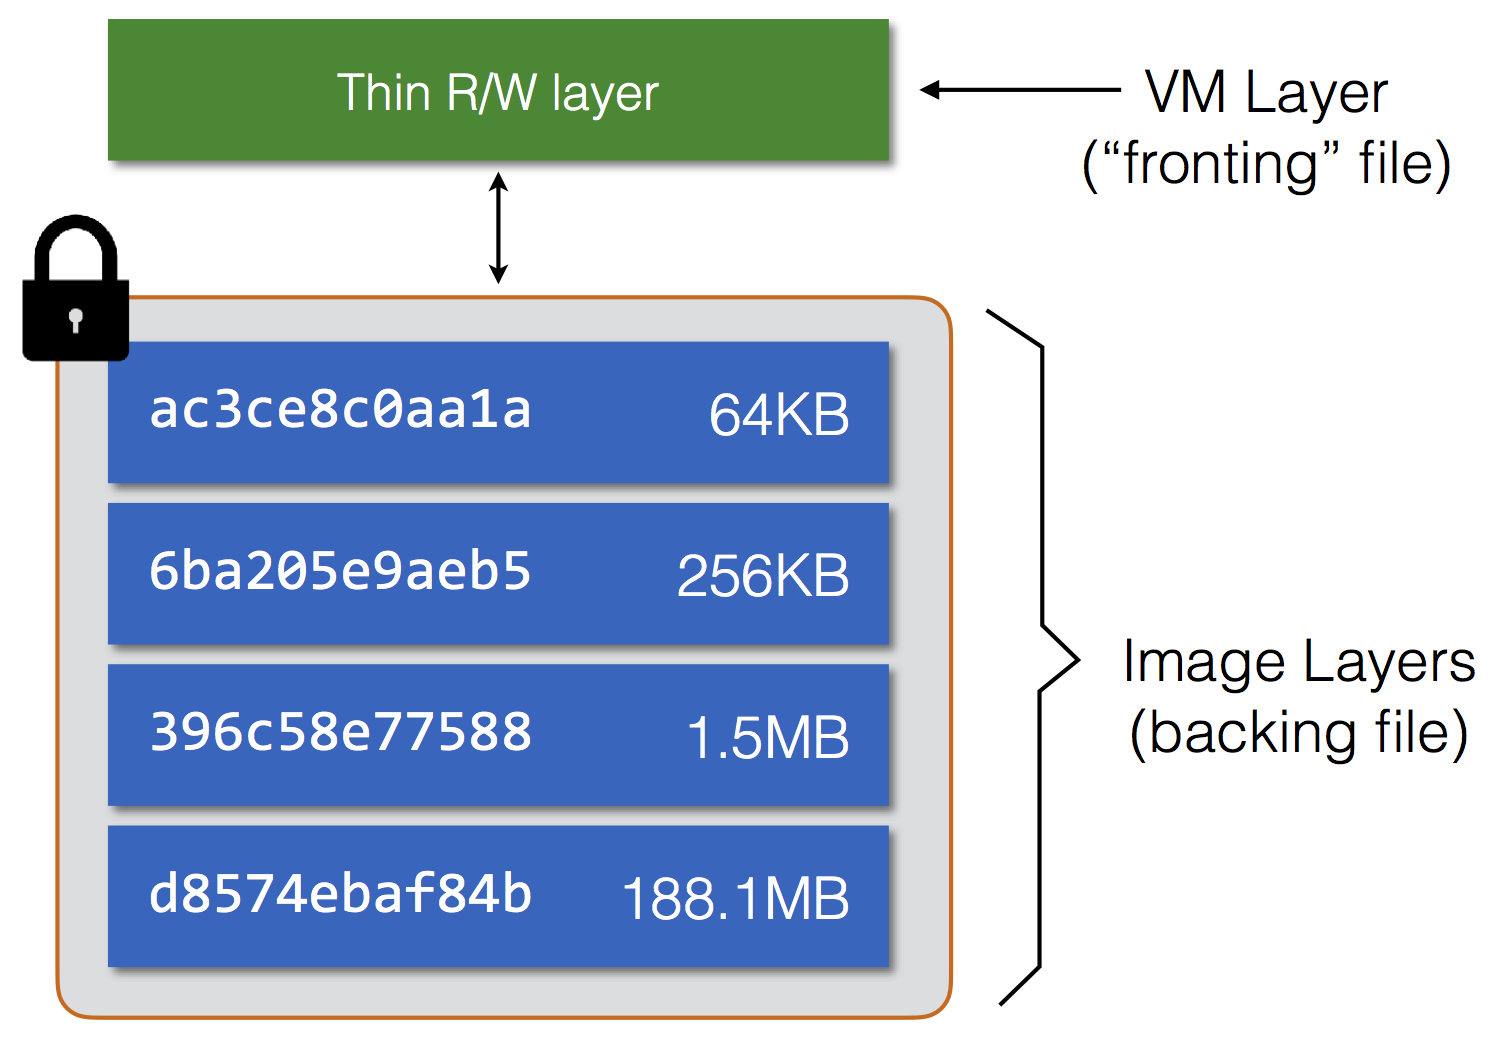 Thin R/W layer
VM Layer
(“fronting” file)
ac3ce8c0aa1a 64KB
6ba205e9aeb5 256KB
396c58e77588 1.5MB
d8574ebaf84b 188.1MB
Image Layers
(backing file)